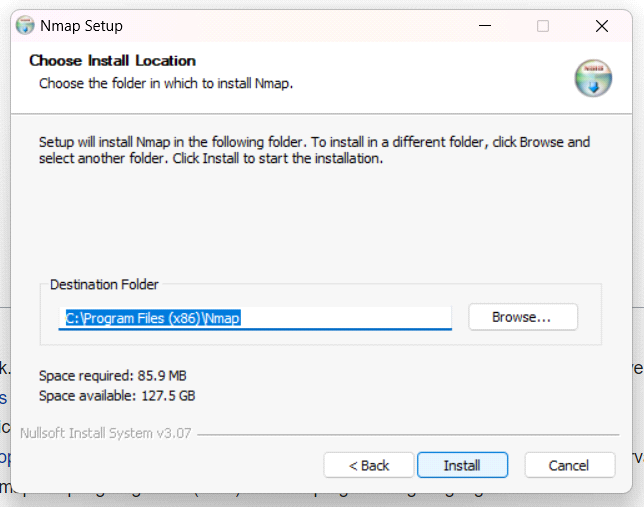 Nmap Setup
Choose Install Location
Choose the folder in which to install Nmap.
Setup will install Nmap in the following folder. To install in a different folder, click Browse and
select another folder. Click Install to start the installation.
Destination Folder
C:\Program Files (x86)\Nmap
Browse...
Space required: 85.9 MB
Space available: 127.5 GB
Nullsoft Install System v3.07
< Back
Install
Cancel